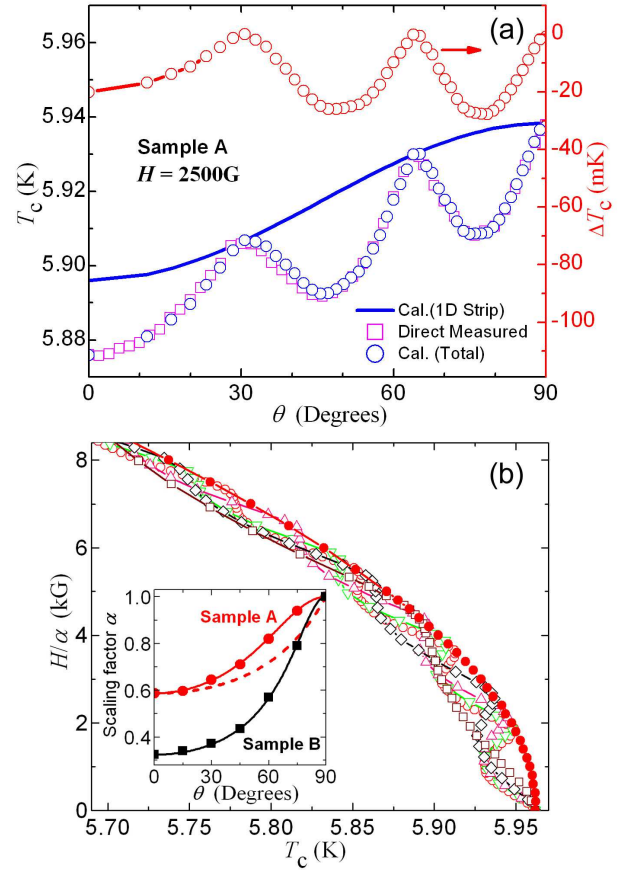 (a)
5.96
5.94
5.92
5.90
5.88
T_c (K)
0
-20
-40
-60
-80
-100
ΔT_c (mK)
Sample A
H = 2500G
Cal.(1D Strip)
Direct Measured
Cal. (Total)
0 30 60 90
θ (Degrees)
(b)
8
6
4
2
0
H/α (kG)
1.0
0.8
0.6
0.4
Scaling factor α
Sample A
Sample B
0 30 60 90
θ (Degrees)
5.70 5.75 5.80 5.85 5.90 5.95
T_c (K)